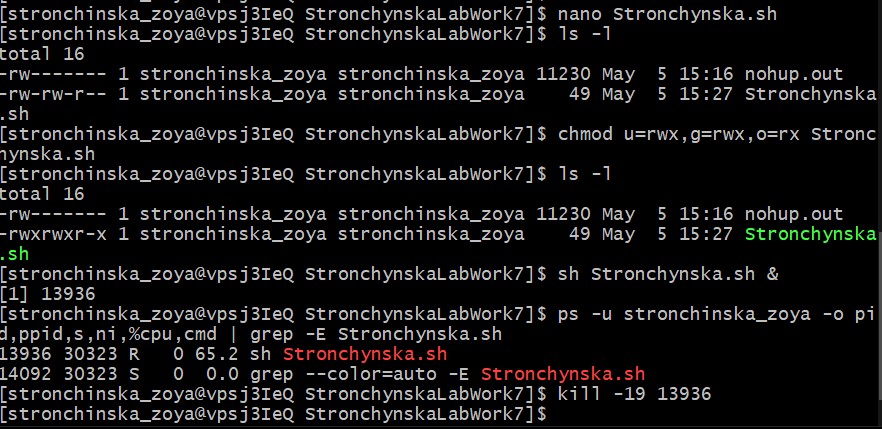 [stronchinska_zoya@vpsj3IeQ StronchynskaLabWork7]$ nano Stronchynska.sh
[stronchinska_zoya@vpsj3IeQ StronchynskaLabWork7]$ ls -l
total 16
-rw------- 1 stronchinska_zoya stronchinska_zoya 11230 May  5 15:16 nohup.out
-rw-rw-r-- 1 stronchinska_zoya stronchinska_zoya    49 May  5 15:27 Stronchynska
.sh
[stronchinska_zoya@vpsj3IeQ StronchynskaLabWork7]$ chmod u=rwx,g=rwx,o=rx Stronc
hynska.sh
[stronchinska_zoya@vpsj3IeQ StronchynskaLabWork7]$ ls -l
total 16
-rw------- 1 stronchinska_zoya stronchinska_zoya 11230 May  5 15:16 nohup.out
-rwxrwxr-x 1 stronchinska_zoya stronchinska_zoya    49 May  5 15:27 Stronchynska
.sh
[stronchinska_zoya@vpsj3IeQ StronchynskaLabWork7]$ sh Stronchynska.sh &
[1] 13936
[stronchinska_zoya@vpsj3IeQ StronchynskaLabWork7]$ ps -u stronchinska_zoya -o pi
d,ppid,s,ni,%cpu,cmd | grep -E Stronchynska.sh
13936 30323 R   0 65.2 sh Stronchynska.sh
14092 30323 S   0  0.0 grep --color=auto -E Stronchynska.sh
[stronchinska_zoya@vpsj3IeQ StronchynskaLabWork7]$ kill -19 13936
[stronchinska_zoya@vpsj3IeQ StronchynskaLabWork7]$